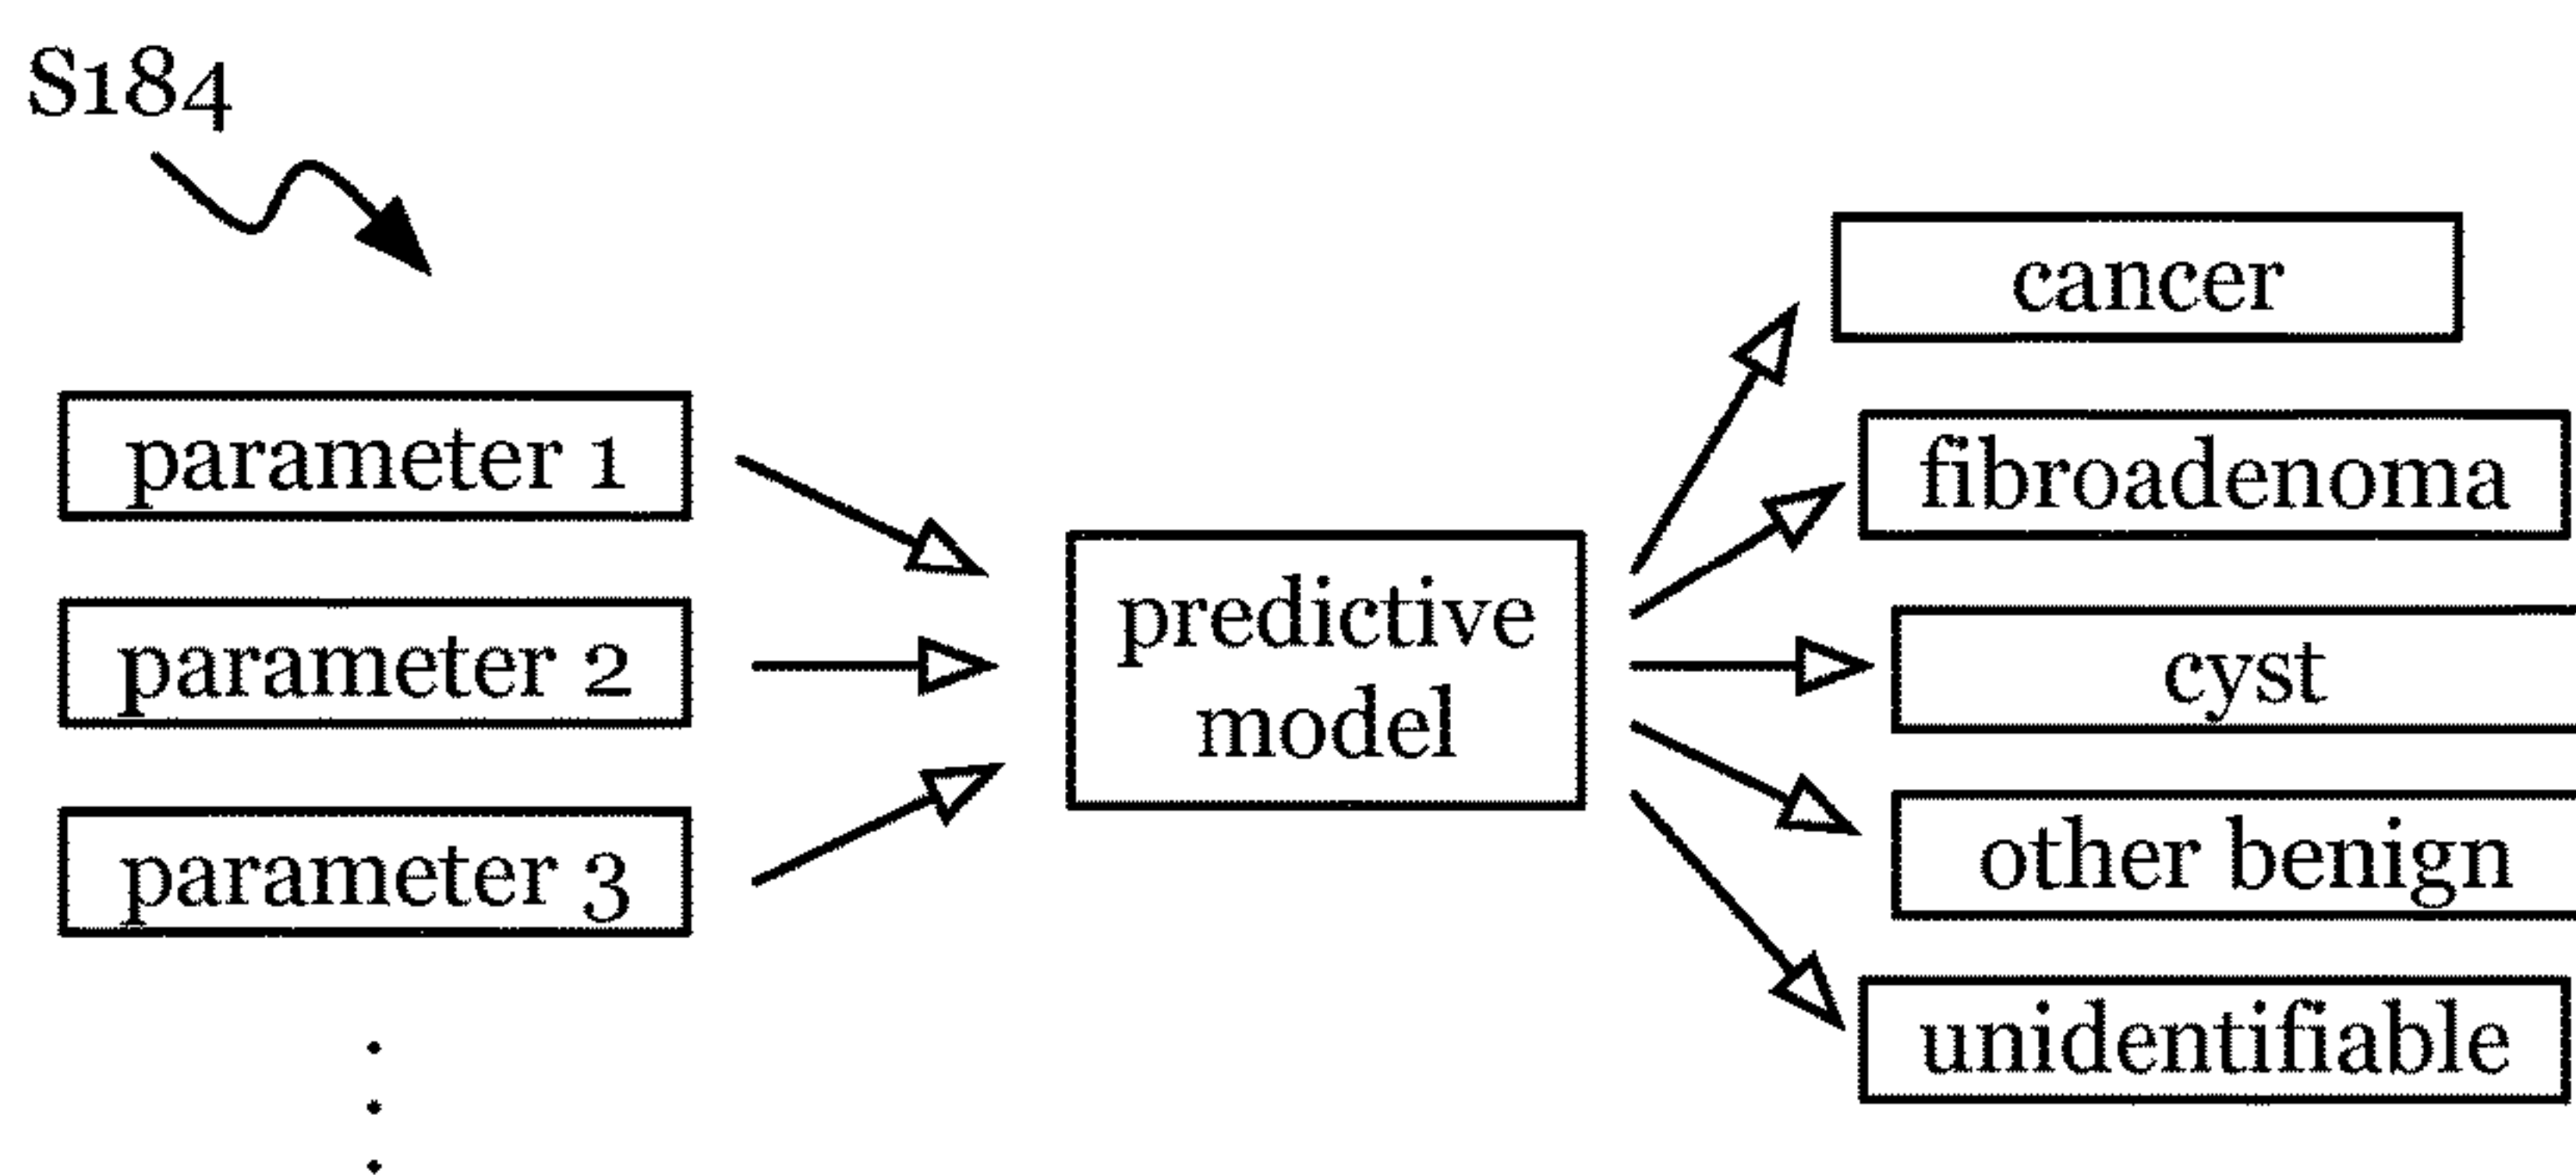 S184
parameter 1
parameter 2
parameter 3
predictive
model
cancer
fibroadenoma
cyst
other benign
unidentifiable